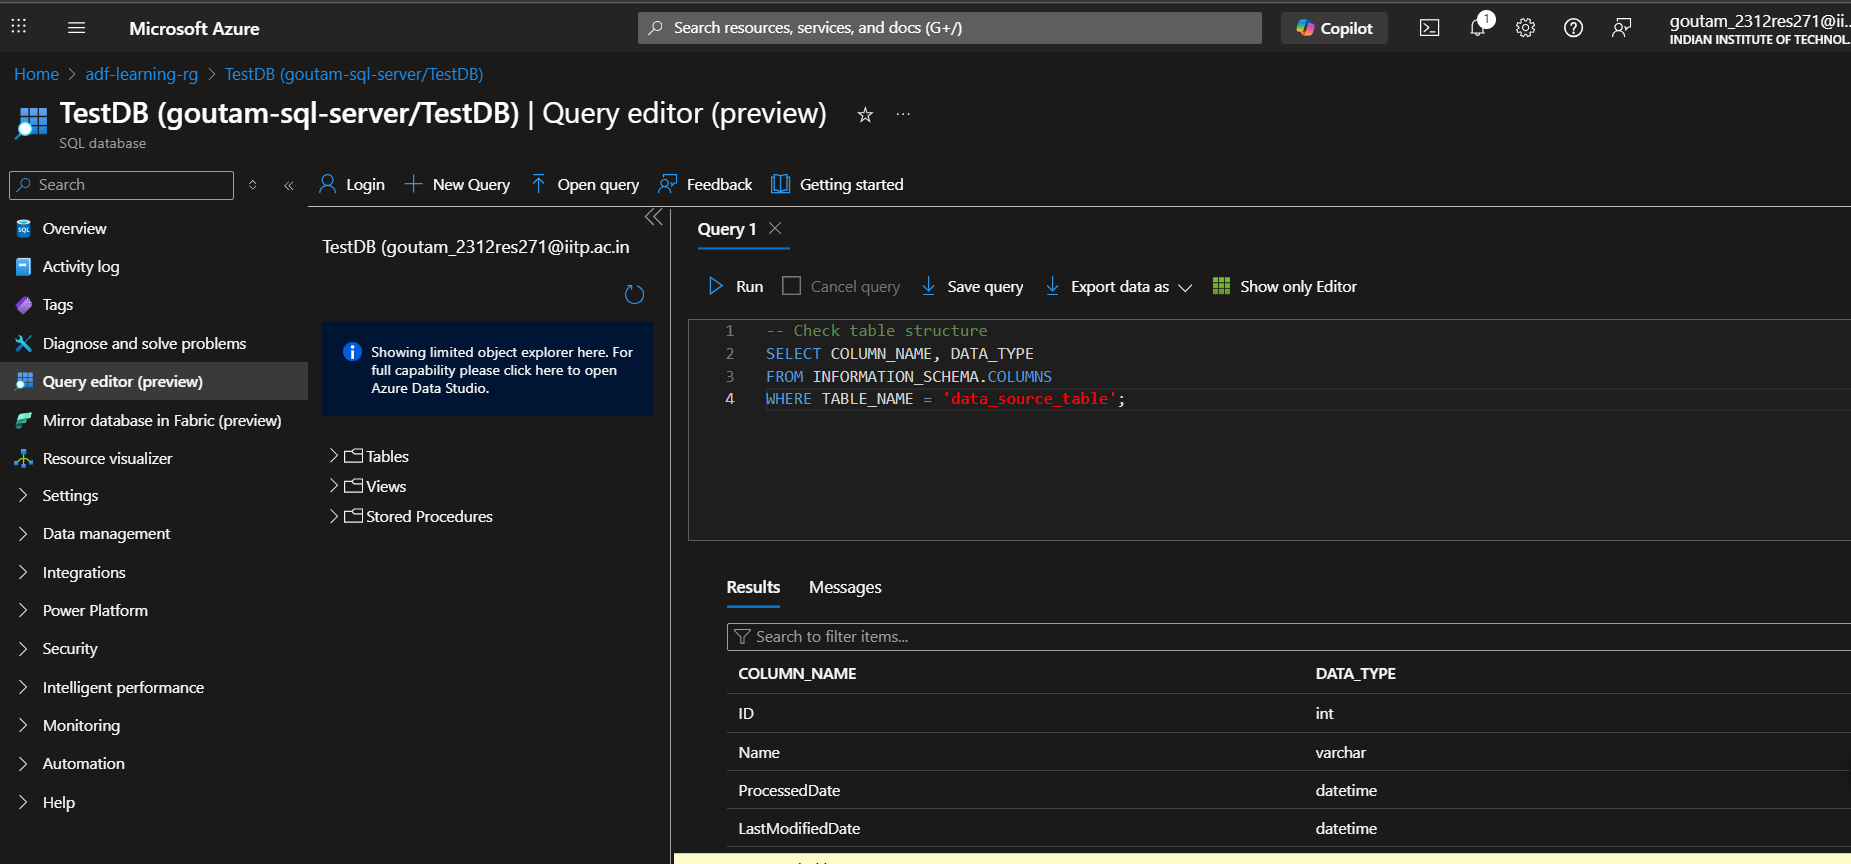 Microsoft Azure
Search resources, services, and docs (G+/)
Copilot
1
goutam_2312res271@ii...
INDIAN INSTITUTE OF TECHNOL...
Home > adf-learning-rg > TestDB (goutam-sql-server/TestDB)
TestDB (goutam-sql-server/TestDB) | Query editor (preview)
SQL database
Search
Overview
Activity log
Tags
Diagnose and solve problems
Query editor (preview)
Mirror database in Fabric (preview)
Resource visualizer
Settings
Data management
Integrations
Power Platform
Security
Intelligent performance
Monitoring
Automation
Help
Login
New Query
Open query
Feedback
Getting started
TestDB (goutam_2312res271@iitp.ac.in
Showing limited object explorer here. For
full capability please click here to open
Azure Data Studio.
Tables
Views
Stored Procedures
Query 1
Run
Cancel query
Save query
Export data as
Show only Editor
1 -- Check table structure
2 SELECT COLUMN_NAME, DATA_TYPE
3 FROM INFORMATION_SCHEMA.COLUMNS
4 WHERE TABLE_NAME = 'data_source_table';
Results Messages
Search to filter items...
COLUMN_NAME DATA_TYPE
ID int
Name varchar
ProcessedDate datetime
LastModifiedDate datetime